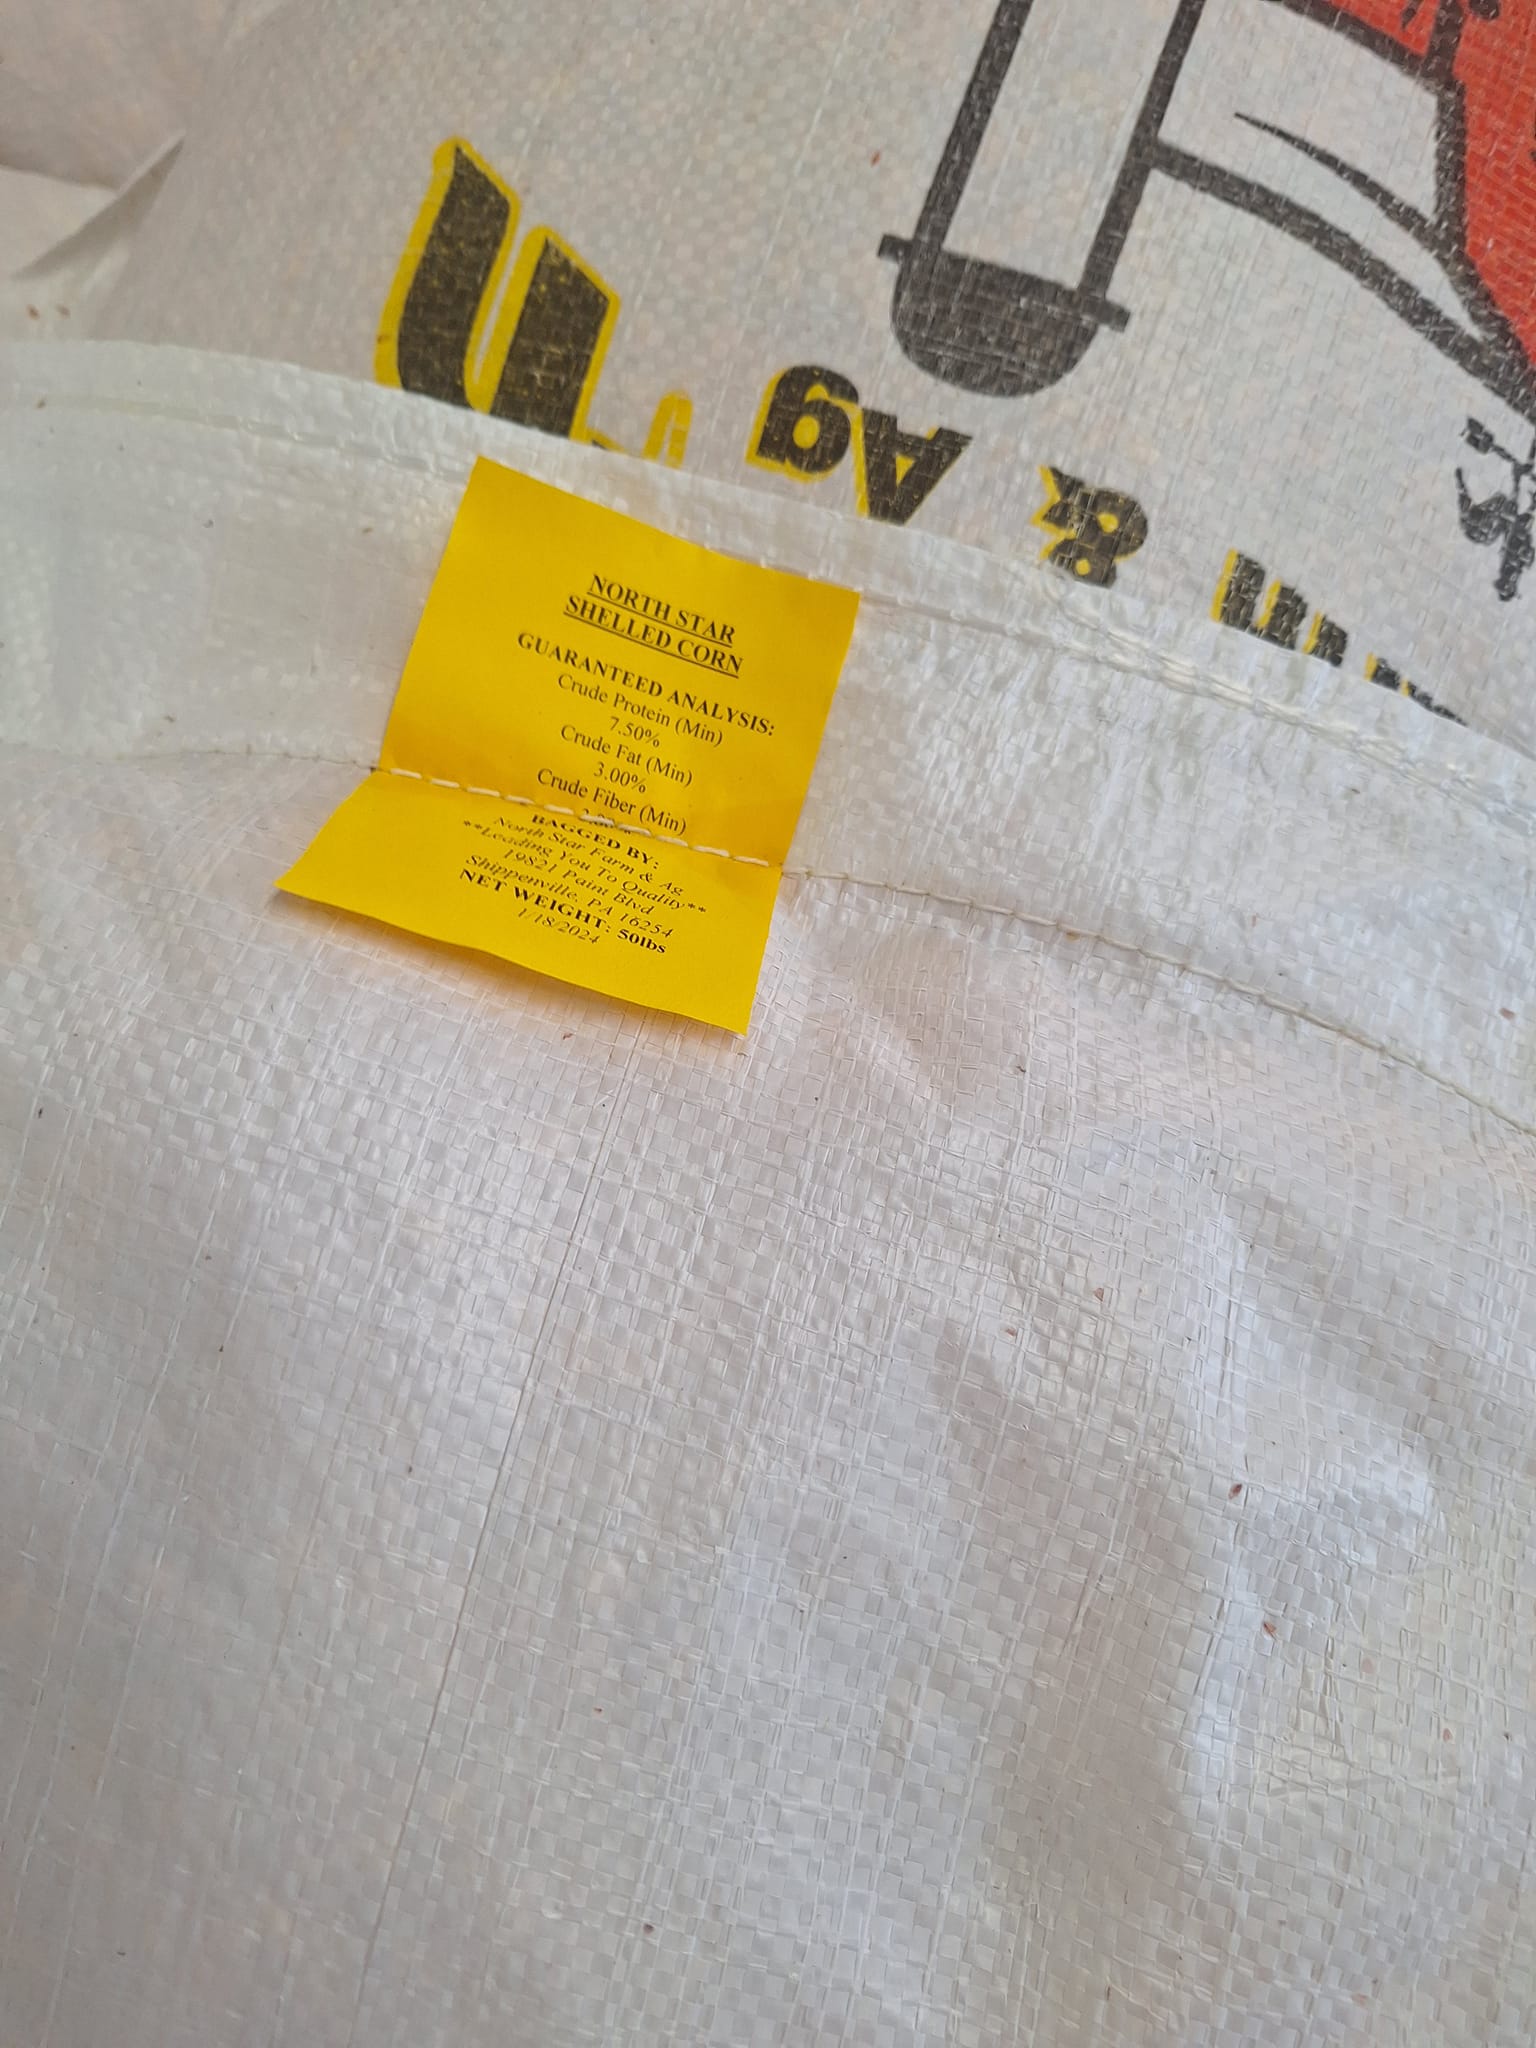 NORTH STAR
SHELLED CORN
GUARANTEED ANALYSIS:
Crude Protein (Min)
7.50%
Crude Fat (Min)
3.00%
Crude Fiber (Min)
BAGGED BY:
North Star Farm & Ag
**Leading You To Quality**
19821 Paint Blvd
Shippenville, PA 16254
NET WEIGHT: 50lbs
1/18/2024
& Ag